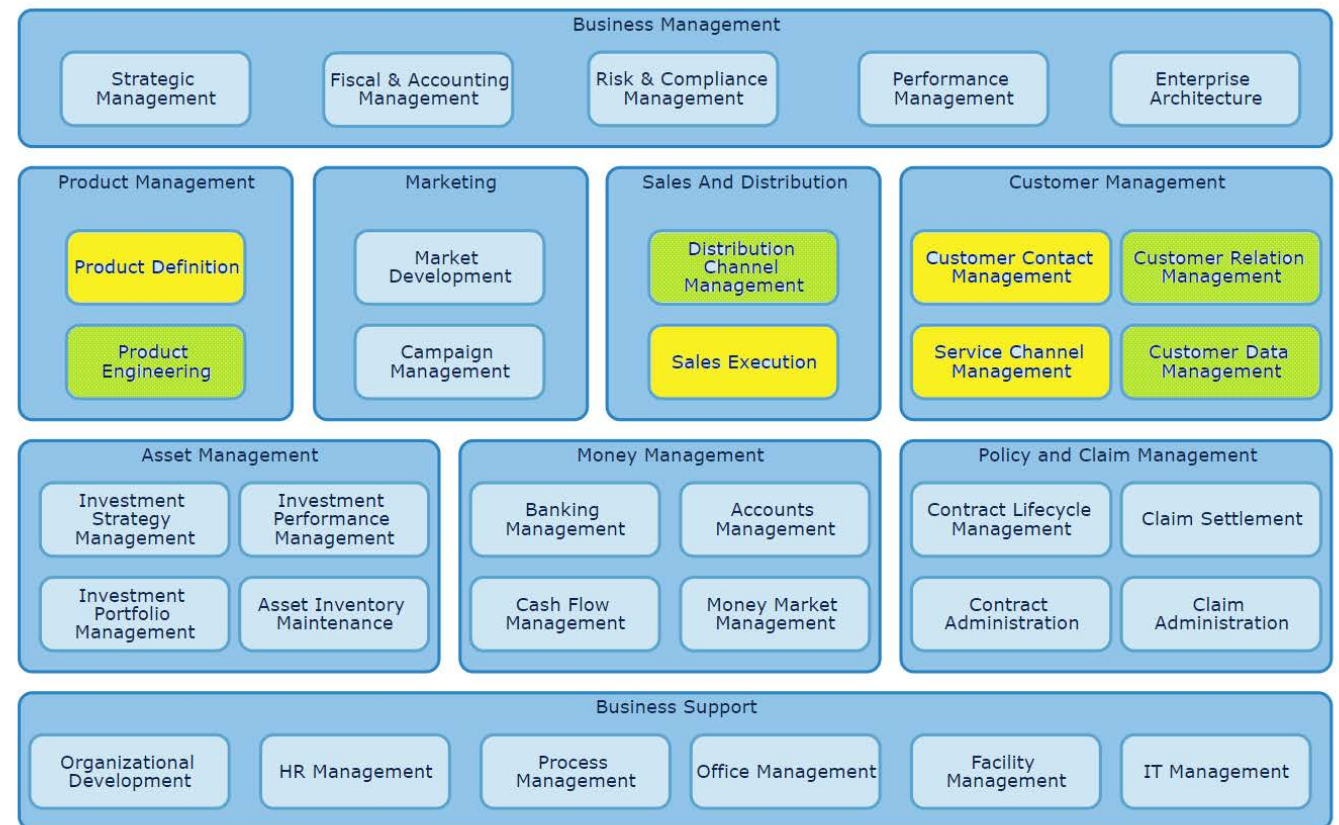 Business Management
Strategic
Management
Fiscal & Accounting
Management
Risk & Compliance
Management
Performance
Management
Enterprise
Architecture
Product Management
Product Definition
Product
Engineering
Marketing
Market
Development
Campaign
Management
Sales And Distribution
Distribution
Channel
Management
Sales Execution
Customer Management
Customer Contact
Management
Customer Relation
Management
Service Channel
Management
Customer Data
Management
Asset Management
Investment
Strategy
Management
Investment
Performance
Management
Investment
Portfolio
Management
Asset Inventory
Maintenance
Money Management
Banking
Management
Accounts
Management
Cash Flow
Management
Money Market
Management
Policy and Claim Management
Contract Lifecycle
Management
Claim Settlement
Contract
Administration
Claim
Administration
Business Support
Organizational
Development
HR Management
Process
Management
Office Management
Facility
Management
IT Management